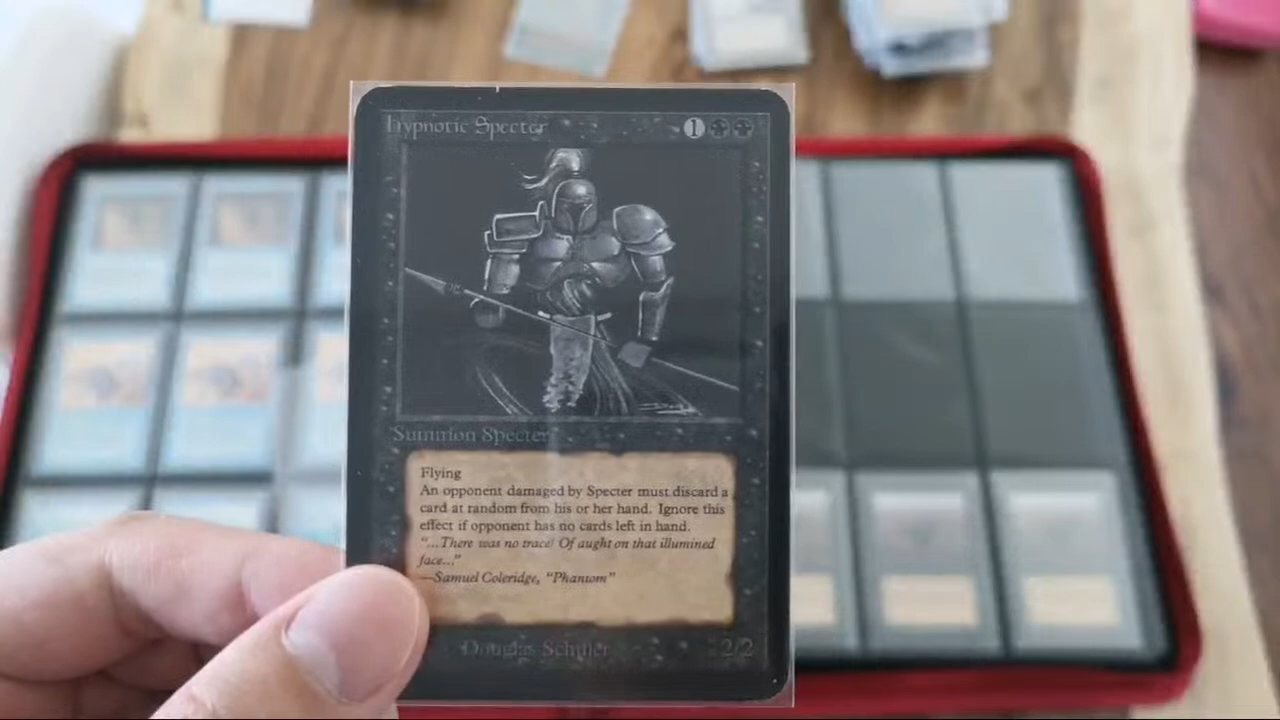 Hypnotic Specter 1
Summon Specter
Flying
An opponent damaged by Specter must discard a
card at random from his or her hand. Ignore this
effect if opponent has no cards left in hand.
"...There was no trace! Of aught on that illumined
face..."
—Samuel Coleridge, "Phantom"
Douglas Schuler 2/2